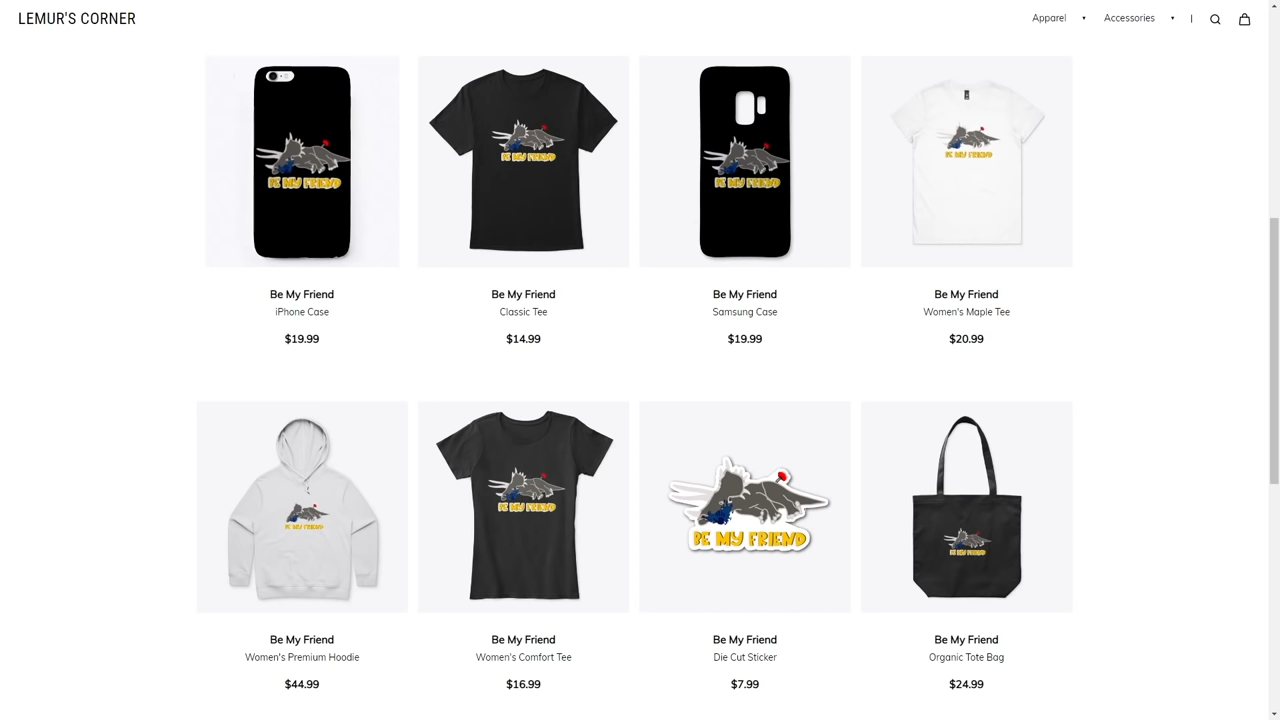 LEMUR'S CORNER
Apparel ▾ Accessories ▾ |
BE MY FRIEND
BE MY FRIEND
BE MY FRIEND
BE MY FRIEND
Be My Friend
iPhone Case
$19.99
Be My Friend
Classic Tee
$14.99
Be My Friend
Samsung Case
$19.99
Be My Friend
Women's Maple Tee
$20.99
BE MY FRIEND
BE MY FRIEND
BE MY FRIEND
BE MY FRIEND
Be My Friend
Women's Premium Hoodie
$44.99
Be My Friend
Women's Comfort Tee
$16.99
Be My Friend
Die Cut Sticker
$7.99
Be My Friend
Organic Tote Bag
$24.99